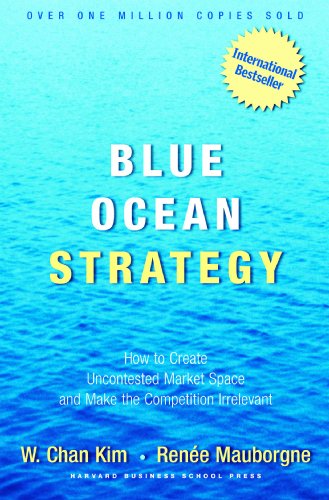 OVER ONE MILLION COPIES SOLD
International
Bestseller
BLUE
OCEAN
STRATEGY
How to Create
Uncontested Market Space
and Make the Competition Irrelevant
W. Chan Kim • Renée Mauborgne
HARVARD BUSINESS SCHOOL PRESS